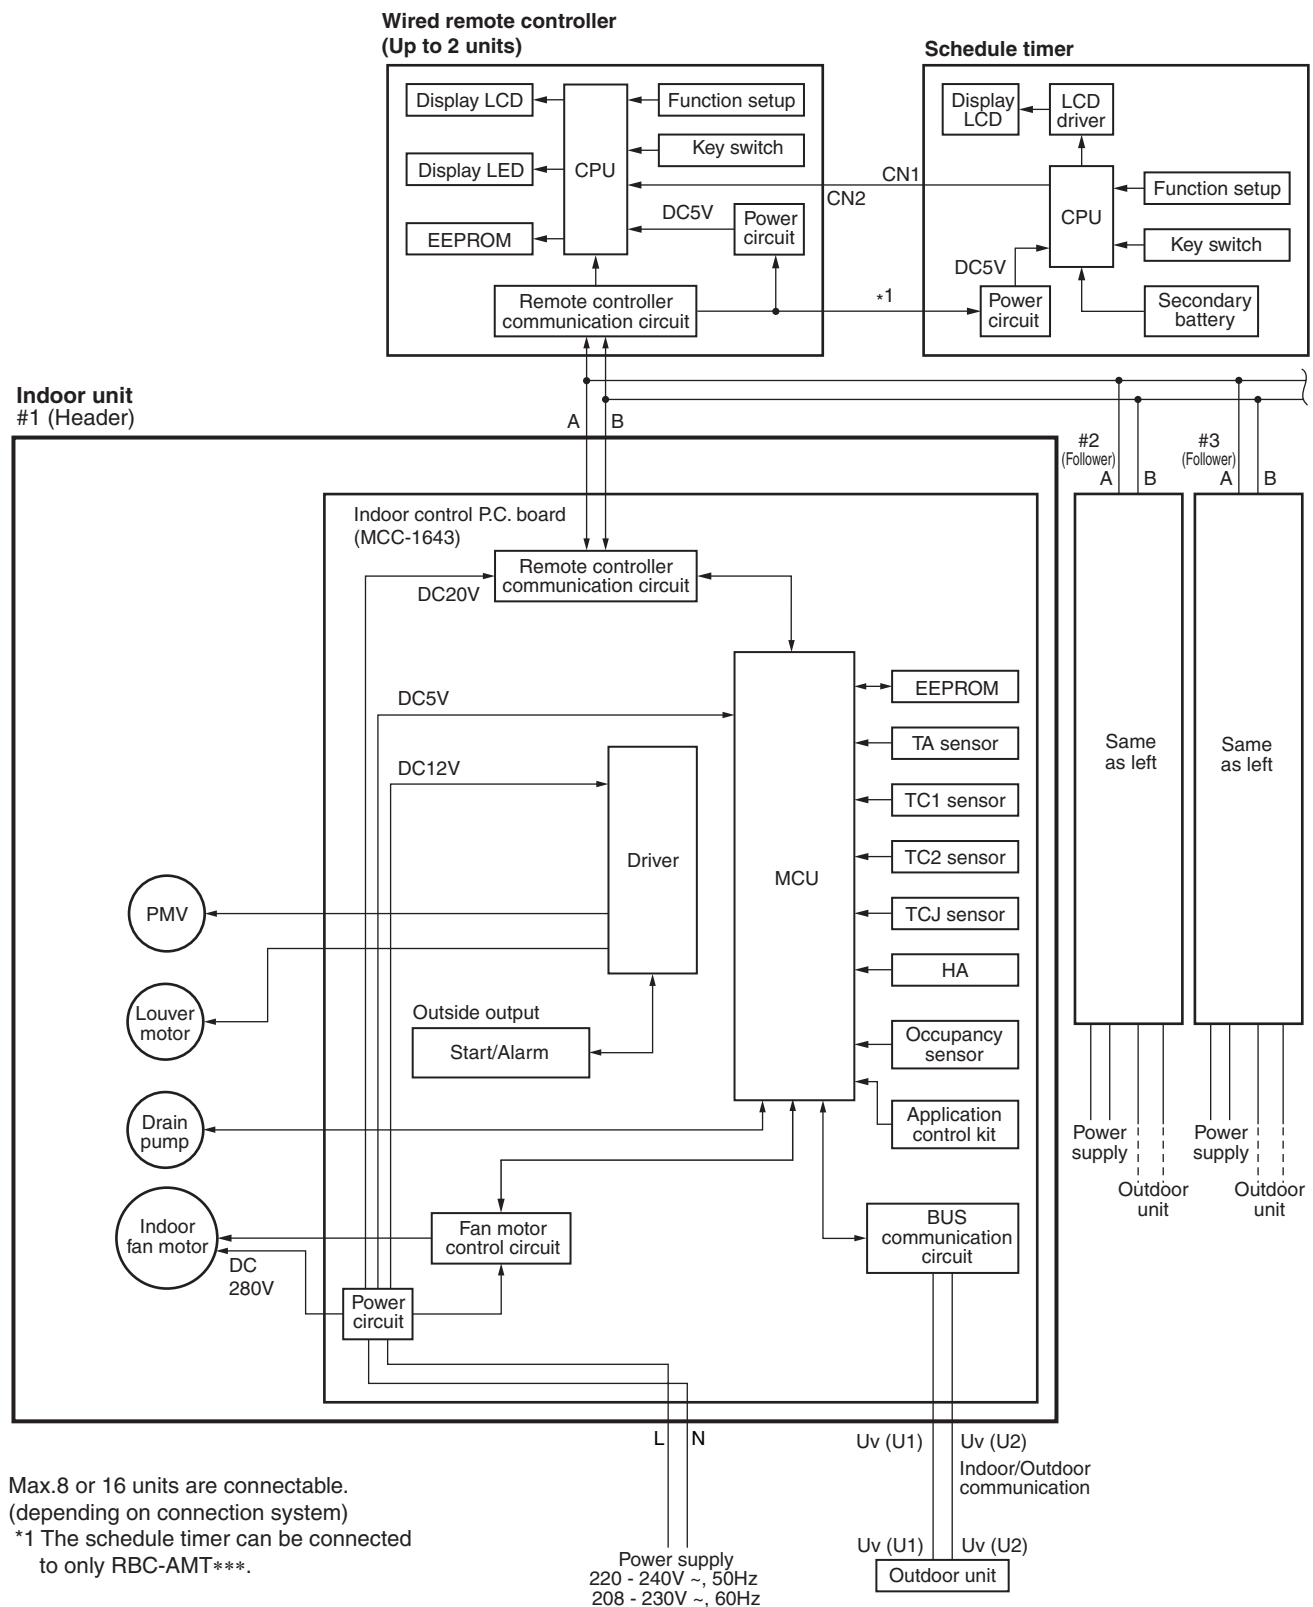 Wired remote controller
(Up to 2 units)
Schedule timer
Display LCD
Function setup
Key switch
Display LED
CPU
EEPROM
DC5V
Power
circuit
Remote controller
communication circuit
CN1
CN2
*1
Display
LCD
LCD
driver
CPU
Function setup
Key switch
DC5V
Power
circuit
Secondary
battery
Indoor unit
#1 (Header)
A
B
#2
(Follower)
A
B
#3
(Follower)
A
B
Indoor control P.C. board
(MCC-1643)
Remote controller
communication circuit
DC20V
DC5V
DC12V
Driver
MCU
EEPROM
TA sensor
TC1 sensor
TC2 sensor
TCJ sensor
HA
Occupancy
sensor
Application
control kit
Same
as left
Same
as left
PMV
Louver
motor
Outside output
Start/Alarm
Drain
pump
Indoor
fan motor
DC
280V
Fan motor
control circuit
Power
circuit
BUS
communication
circuit
Power
supply
Outdoor
unit
Power
supply
Outdoor
unit
L
N
Uv (U1)
Uv (U2)
Indoor/Outdoor
communication
Uv (U1)
Uv (U2)
Outdoor unit
Power supply
220 - 240V ~, 50Hz
208 - 230V ~, 60Hz
Max.8 or 16 units are connectable.
(depending on connection system)
*1 The schedule timer can be connected
to only RBC-AMT***.